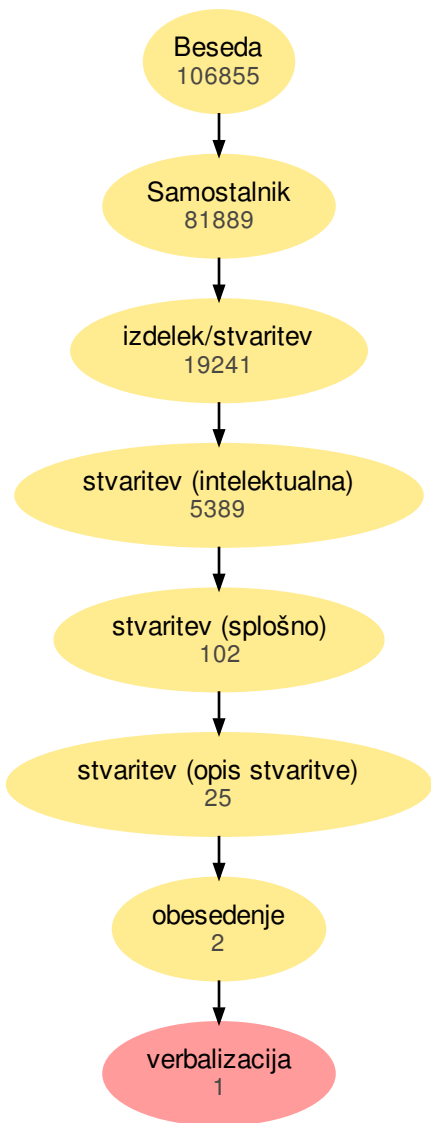 Beseda
106855
Samostalnik
81889
izdelek/stvaritev
19241
stvaritev (intelektualna)
5389
stvaritev (splošno)
102
stvaritev (opis stvaritve)
25
obesedenje
2
verbalizacija
1